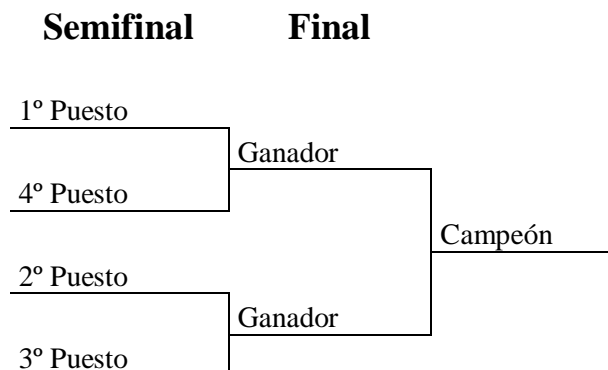 Semifinal Final
1º Puesto
Ganador
4º Puesto
Campeón
2º Puesto
Ganador
3º Puesto